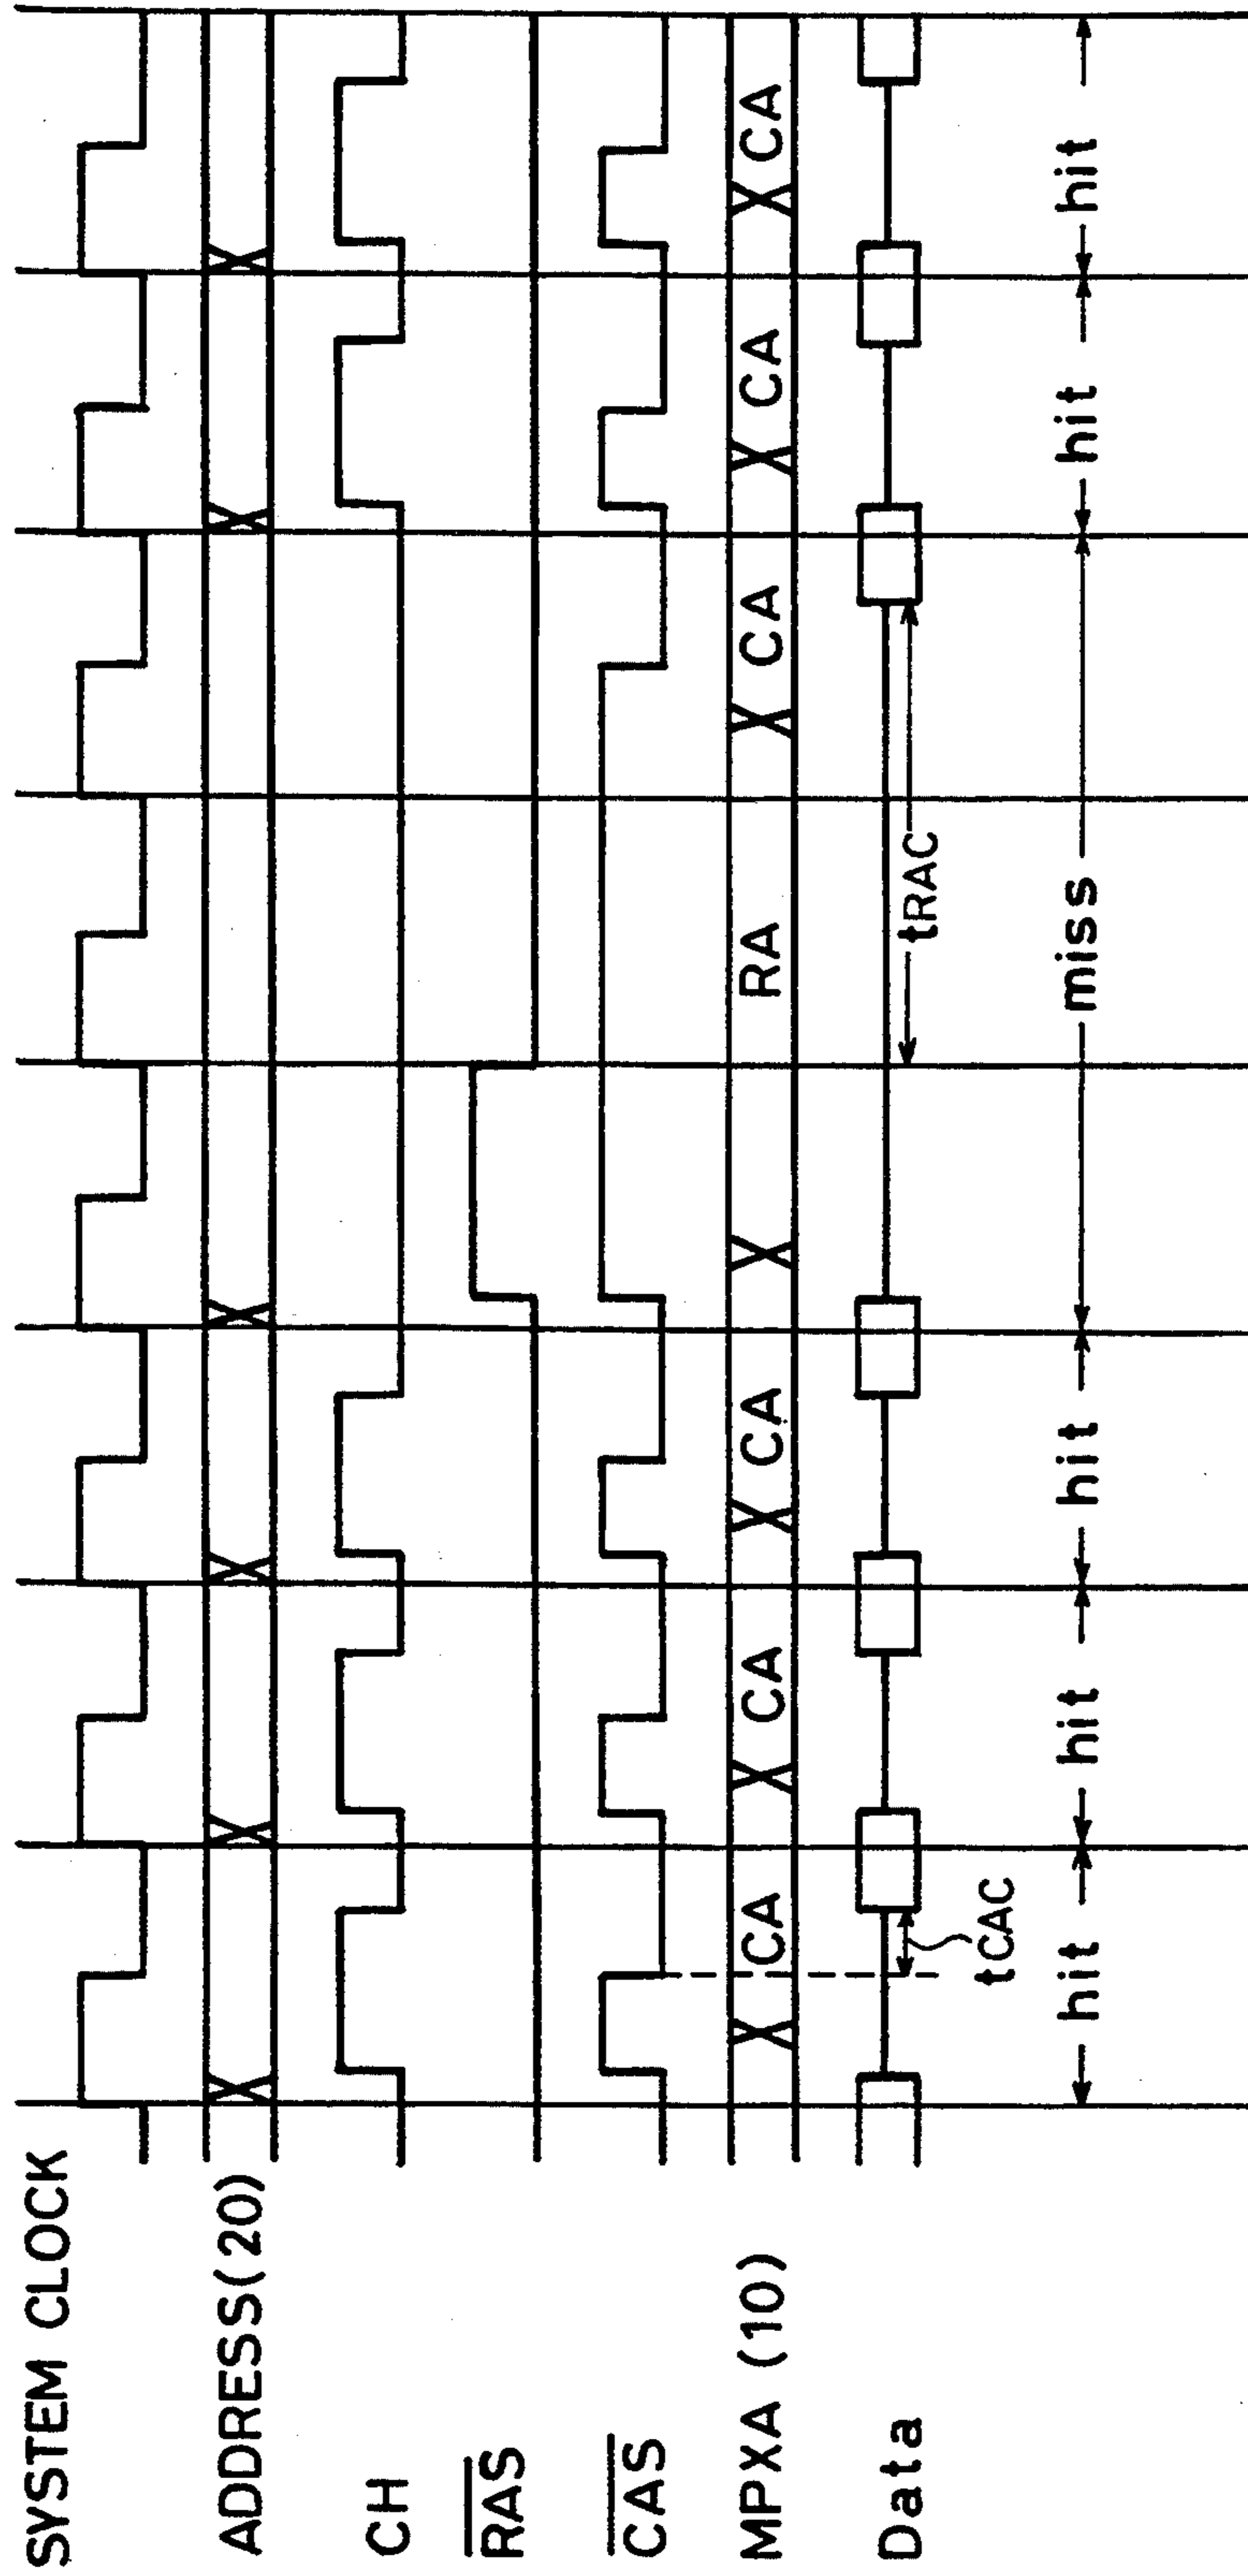 SYSTEM CLOCK
ADDRESS(20)
CH
RAS
CAS
MPXA (10) CA CA CA RA CA CA CA
Data
tCAC tRAC
hit hit hit miss hit hit